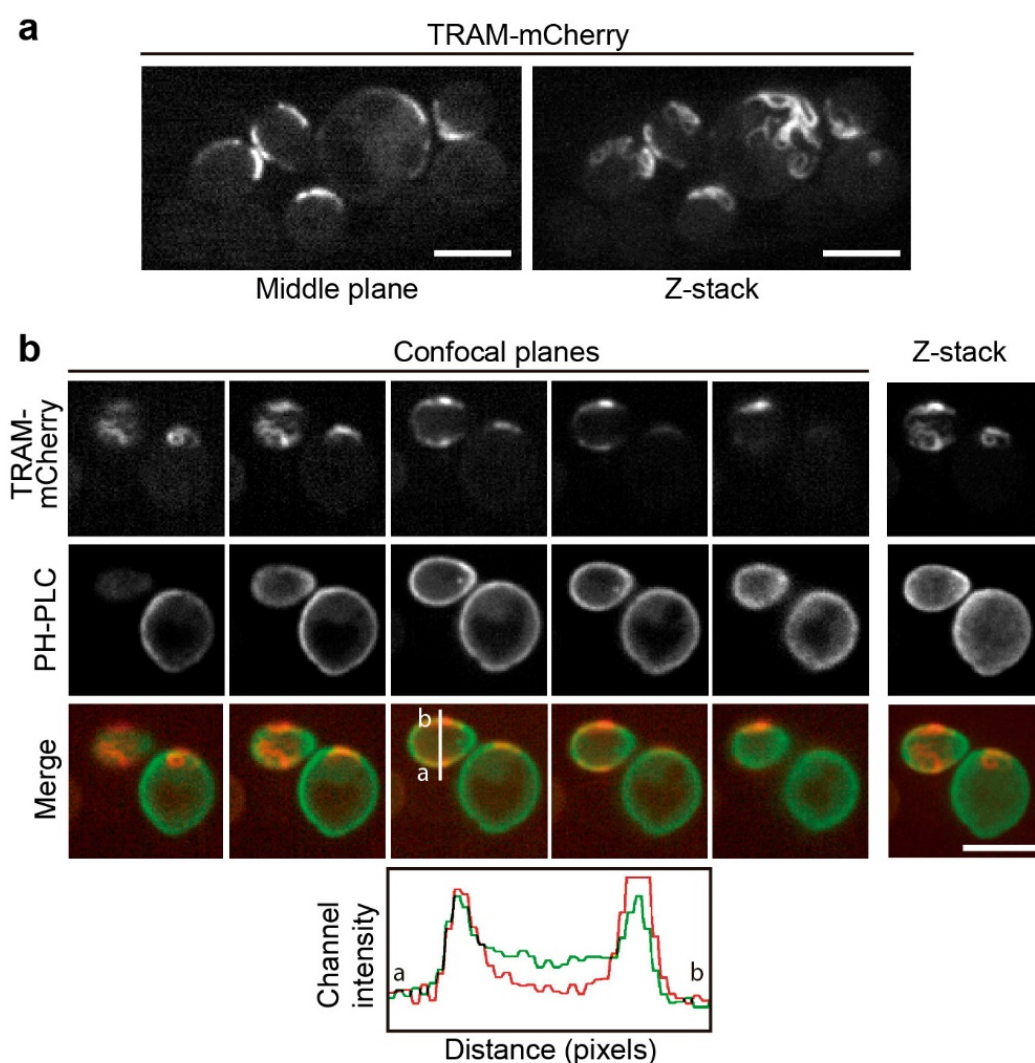 a
TRAM-mCherry
Middle plane
Z-stack
b
Confocal planes
Z-stack
TRAM-
mCherry
PH-PLC
Merge
b
a
Channel
intensity
a
b
Distance (pixels)